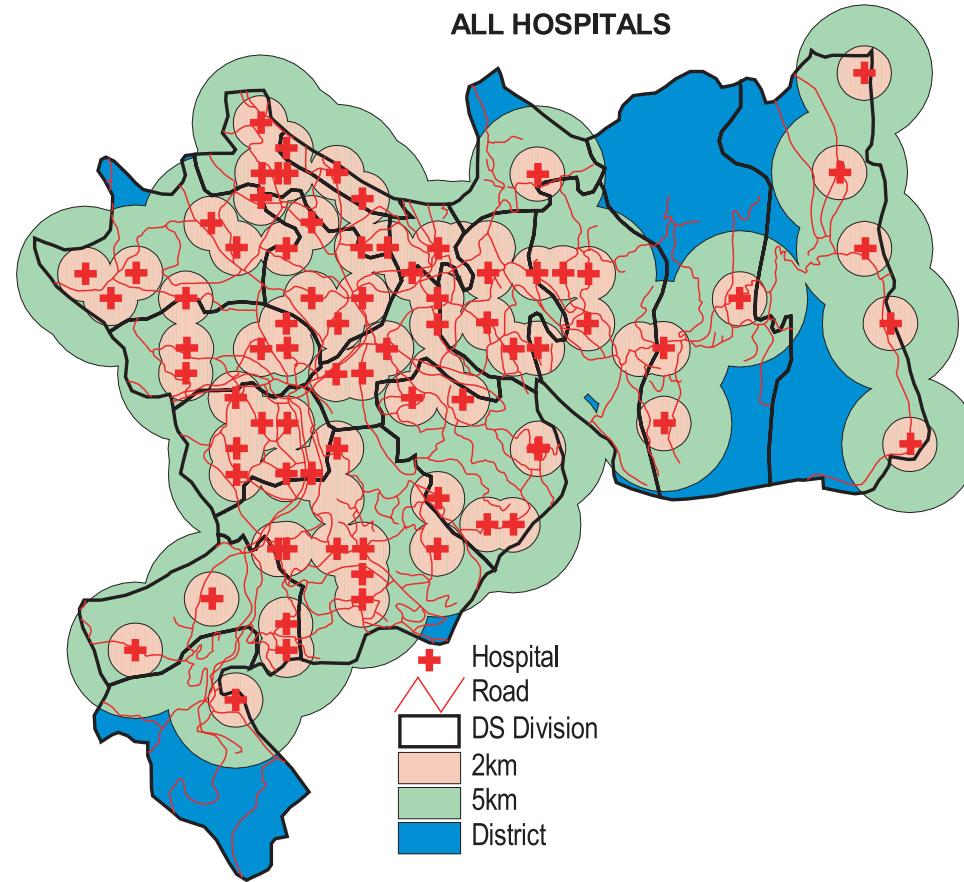 ALL HOSPITALS
Hospital
Road
DS Division
2km
5km
District